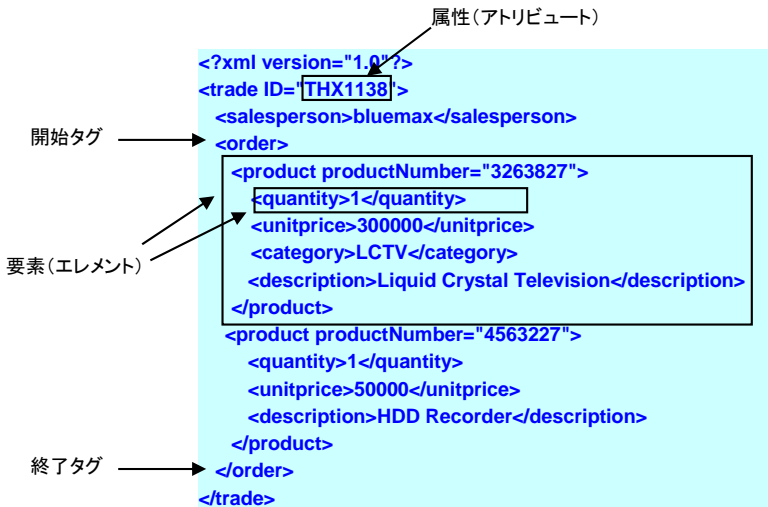 属性(アトリビュート)
<?xml version="1.0"?>
<trade ID="THX1138">
<salesperson>bluemax</salesperson>
開始タグ
<order>
<product productNumber="3263827">
<quantity>1</quantity>
<unitprice>300000</unitprice>
<category>LCTV</category>
要素(エレメント)
<description>Liquid Crystal Television</description>
</product>
<product productNumber="4563227">
<quantity>1</quantity>
<unitprice>50000</unitprice>
<description>HDD Recorder</description>
</product>
終了タグ
</order>
</trade>